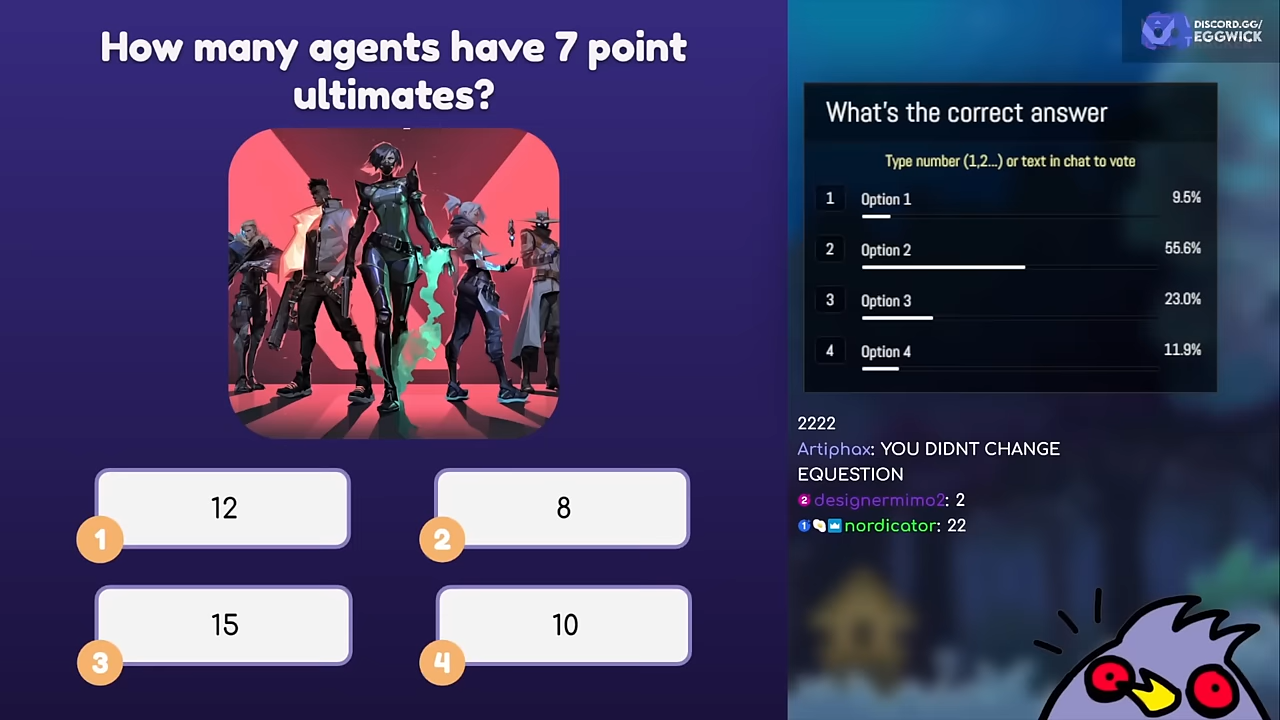 How many agents have 7 point
ultimates?
12
1
8
2
15
3
10
4
DISCORD.GG/
EGGWICK
What's the correct answer
Type number (1,2...) or text in chat to vote
1 Option 1 9.5%
2 Option 2 55.6%
3 Option 3 23.0%
4 Option 4 11.9%
2222
Artiphax: YOU DIDNT CHANGE
EQUESTION
2 designermimo2: 2
1 nordicator: 22